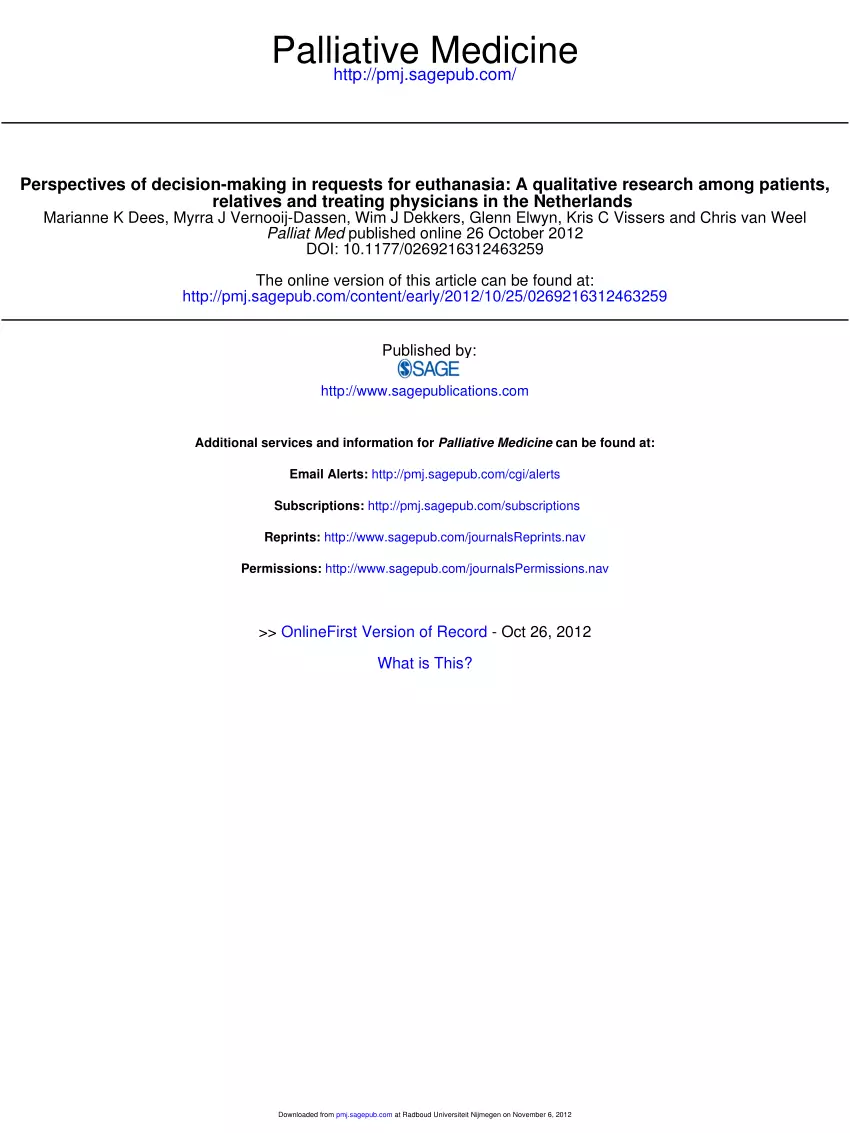 Palliative Medicine
http://pmj.sagepub.com/
Perspectives of decision-making in requests for euthanasia: A qualitative research among patients,
relatives and treating physicians in the Netherlands
Marianne K Dees, Myrra J Vernooij-Dassen, Wim J Dekkers, Glenn Elwyn, Kris C Vissers and Chris van Weel
Palliat Med published online 26 October 2012
DOI: 10.1177/0269216312463259
The online version of this article can be found at:
http://pmj.sagepub.com/content/early/2012/10/25/0269216312463259
Published by:
SAGE
http://www.sagepublications.com
Additional services and information for Palliative Medicine can be found at:
Email Alerts: http://pmj.sagepub.com/cgi/alerts
Subscriptions: http://pmj.sagepub.com/subscriptions
Reprints: http://www.sagepub.com/journalsReprints.nav
Permissions: http://www.sagepub.com/journalsPermissions.nav
>> OnlineFirst Version of Record - Oct 26, 2012
What is This?
Downloaded from pmj.sagepub.com at Radboud Universiteit Nijmegen on November 6, 2012